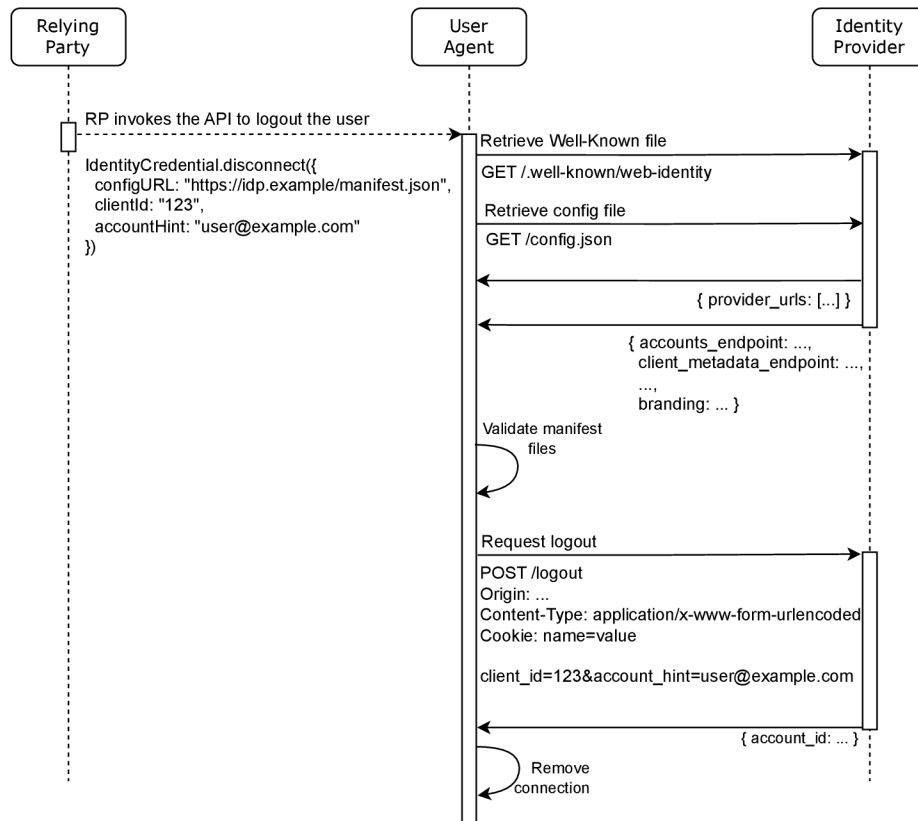 Relying
Party
User
Agent
Identity
Provider
RP invokes the API to logout the user
IdentityCredential.disconnect({
configURL: "https://idp.example/manifest.json",
clientId: "123",
accountHint: "user@example.com"
})
Retrieve Well-Known file
GET /.well-known/web-identity
Retrieve config file
GET /config.json
{ provider_urls: [...] }
{ accounts_endpoint: ...,
client_metadata_endpoint: ...,
...,
branding: ... }
Validate manifest
files
Request logout
POST /logout
Origin: ...
Content-Type: application/x-www-form-urlencoded
Cookie: name=value
client_id=123&account_hint=user@example.com
{ account_id: ... }
Remove
connection